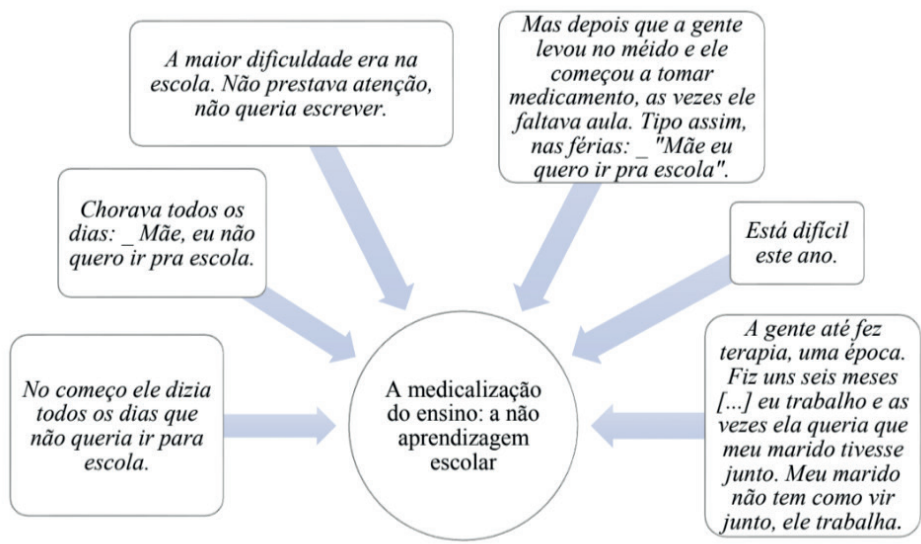 A maior dificuldade era na
escola. Não prestava atenção,
não queria escrever.
Mas depois que a gente
levou no méido e ele
começou a tomar
medicamento, as vezes ele
faltava aula. Tipo assim,
nas férias: _ "Mãe eu
quero ir pra escola".
Chorava todos os
dias: _ Mãe, eu não
quero ir pra escola.
Está difícil
este ano.
No começo ele dizia
todos os dias que
não queria ir para
escola.
A medicalização
do ensino: a não
aprendizagem
escolar
A gente até fez
terapia, uma época.
Fiz uns seis meses
[...] eu trabalho e as
vezes ela queria que
meu marido tivesse
junto. Meu marido
não tem como vir
junto, ele trabalha.